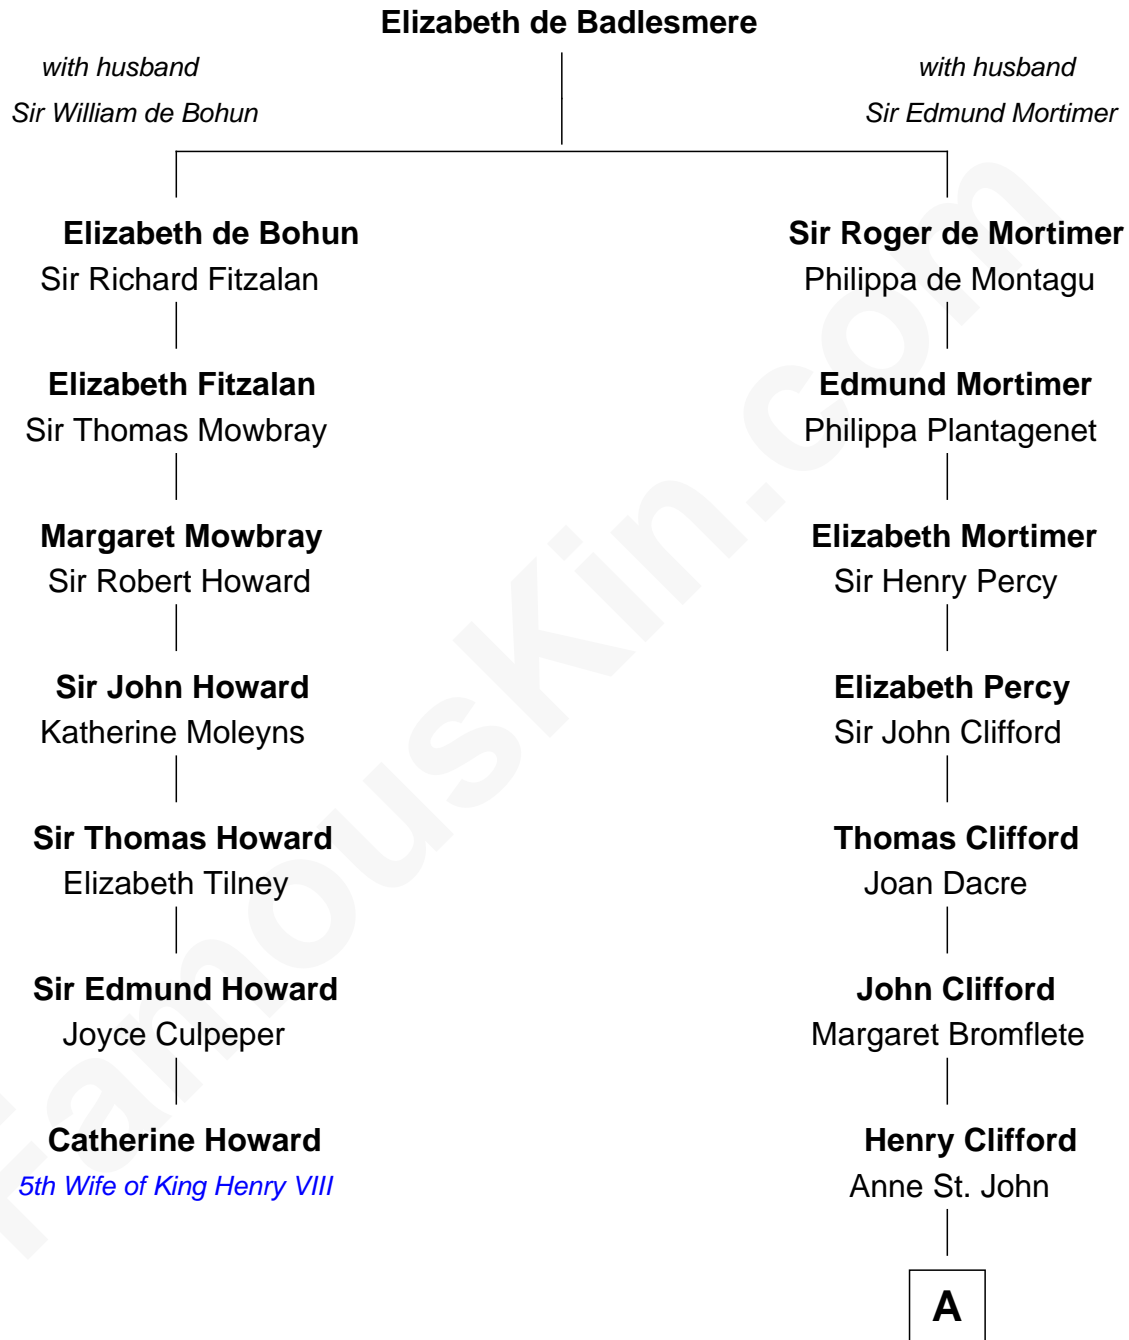 Elizabeth de Badlesmere
with husband
Sir William de Bohun
with husband
Sir Edmund Mortimer
Elizabeth de Bohun
Sir Richard Fitzalan
Sir Roger de Mortimer
Philippa de Montagu
Elizabeth Fitzalan
Sir Thomas Mowbray
Edmund Mortimer
Philippa Plantagenet
Margaret Mowbray
Sir Robert Howard
Elizabeth Mortimer
Sir Henry Percy
Sir John Howard
Katherine Moleyns
Elizabeth Percy
Sir John Clifford
Sir Thomas Howard
Elizabeth Tilney
Thomas Clifford
Joan Dacre
Sir Edmund Howard
Joyce Culpeper
John Clifford
Margaret Bromflete
Catherine Howard
5th Wife of King Henry VIII
Henry Clifford
Anne St. John
A
FamousKin.com